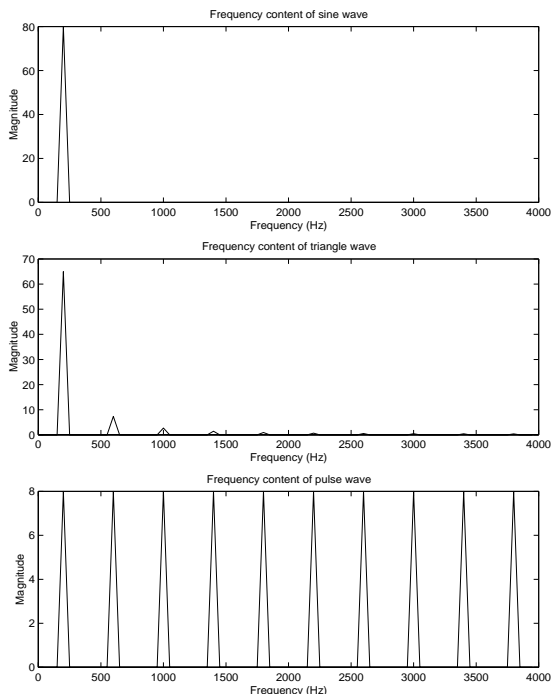 Frequency content of sine wave
80
60
40
20
0
Magnitude
0 500 1000 1500 2000 2500 3000 3500 4000
Frequency (Hz)
Frequency content of triangle wave
70
60
50
40
30
20
10
0
Magnitude
0 500 1000 1500 2000 2500 3000 3500 4000
Frequency (Hz)
Frequency content of pulse wave
8
6
4
2
0
Magnitude
0 500 1000 1500 2000 2500 3000 3500 4000
Frequency (Hz)